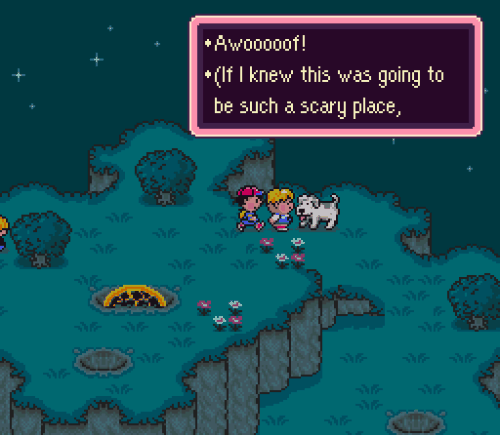 •Awooooof!
•(If I knew this was going to
be such a scary place,